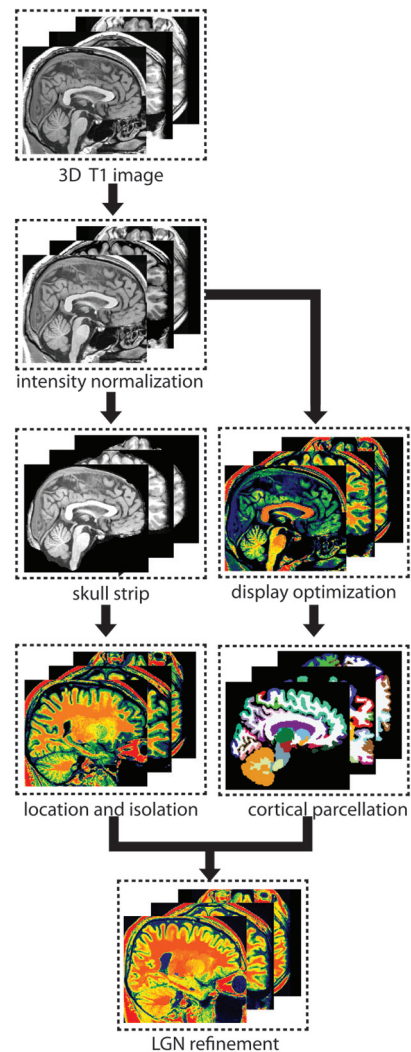 3D T1 image
intensity normalization
skull strip
display optimization
location and isolation
cortical parcellation
LGN refinement